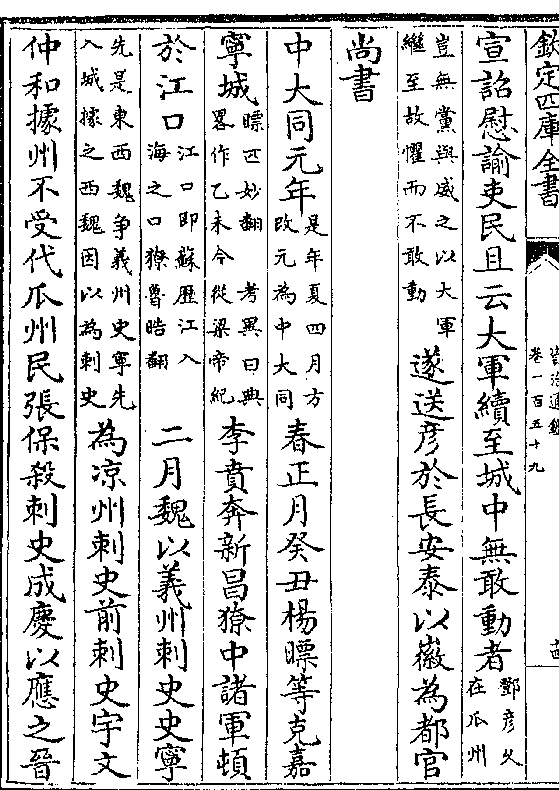 欽定四庫全書
資治通鑑
卷一百五十九
宣詔慰諭吏民且云大軍續至城中無敢動者鄧彥久在瓜州
豈無黨與威之以大軍繼至故懼而不敢動遂送彥於長安泰以徽為都官
尚書
中大同元年是年夏四月方改元為中大同春正月癸丑楊瞟等克嘉
寧城瞟匹妙翻考異曰典畧作乙未今從梁帝紀李賁奔新昌獠中諸軍頓
於江口江口即蘇歷江入海之口獠魯晧翻二月魏以義州刺史史寧
先是東西魏爭義州史寧先入城據之西魏因以為刺史為涼州刺史前刺史宇文
仲和據州不受代瓜州民張保殺刺史成慶以應之晉